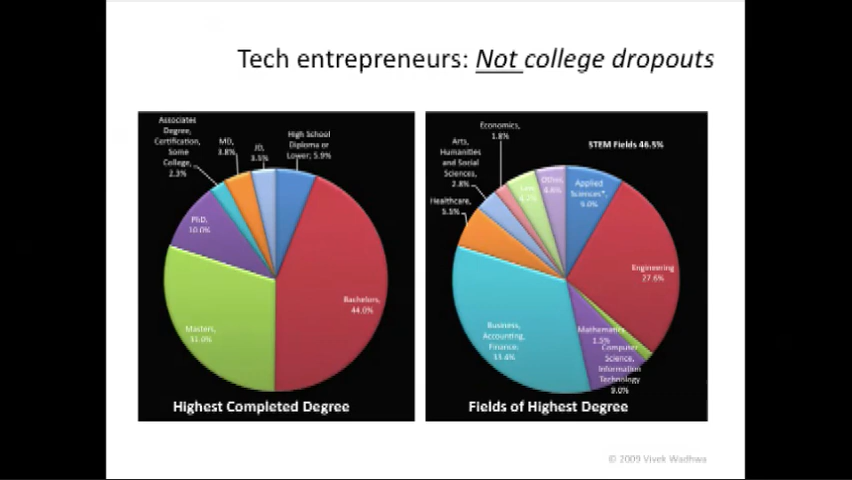 Tech entrepreneurs: Not college dropouts
Associates
Degree,
Certification,
Some
College,
2.3%
MD,
3.8%
JD,
3.5%
High School
Diploma or
Lower, 5.9%
PhD,
10.0%
Bachelors,
44.0%
Masters,
31.0%
Highest Completed Degree
Economics,
1.8%
STEM Fields 46.5%
Arts,
Humanities
and Social
Sciences,
2.8%
Healthcare,
5.5%
Other,
Applied
Sciences*,
9.0%
Engineering
27.6%
Business,
Accounting,
Finance,
33.4%
Mathematics,
1.5%
Computer
Science,
Information
Technology
9.0%
Fields of Highest Degree
© 2009 Vivek Wadhwa